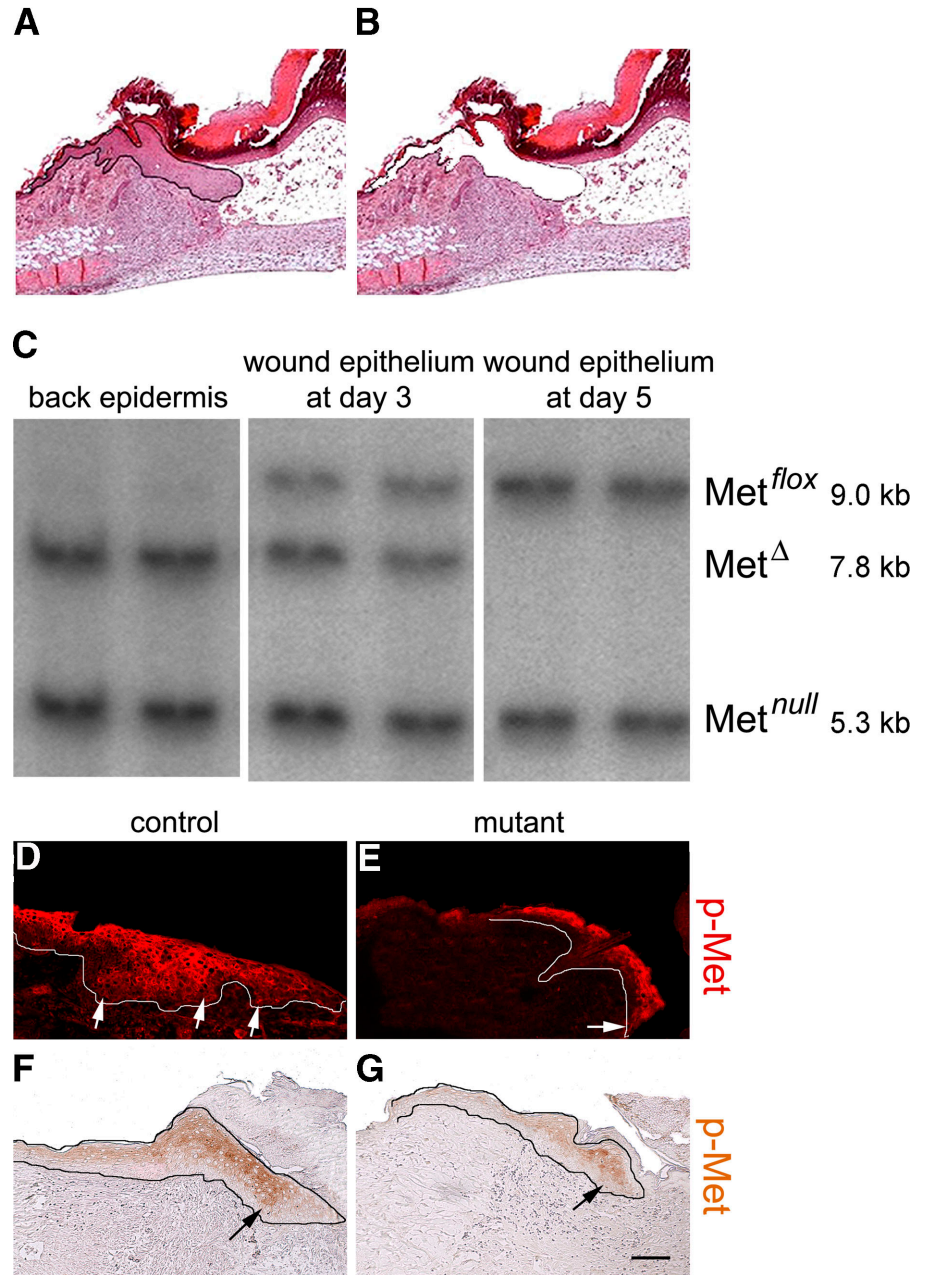 A
B
C
back epidermis
wound epithelium at day 3
wound epithelium at day 5
Met^flox 9.0 kb
Met^Δ 7.8 kb
Met^null 5.3 kb
control
mutant
D
E
p-Met
F
G
p-Met